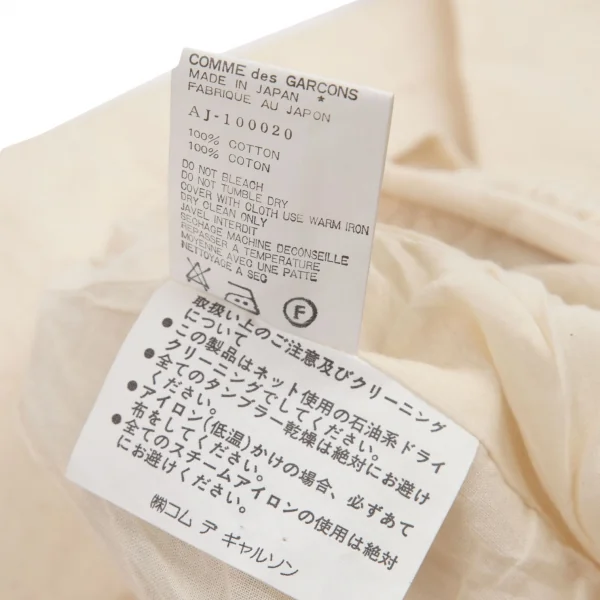 COMME des GARCONS
MADE IN JAPAN *
FABRIQUE AU JAPON
AJ-100020
100% COTTON
100% COTON
DO NOT BLEACH
DO NOT TUMBLE DRY
COVER WITH CLOTH USE WARM IRON
DRY CLEAN ONLY
JAVEL INTERDIT
SECHAGE MACHINE DECONSEILLE
REPASSER A TEMPERATURE
MOYENNE AVEC UNE PATTE
NETTOYAGE A SEC
F
取扱い上のご注意及びクリーニング
について
●この製品はネット使用の石油系ドライ
クリーニングでしてください。
●全てのタンブラー乾燥は絶対にお避け
ください。
●アイロン(低温)かけの場合、必ずあて
布をしてください。
●全てのスチームアイロンの使用は絶対
にお避けください。
㈱コム デ ギャルソン